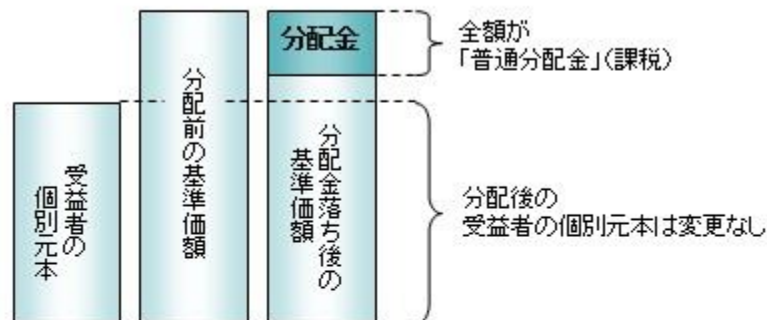 受益者の
個別元本
分配前の基準価額
分配金
分配金落ち後の
基準価額
全額が
「普通分配金」(課税)
分配後の
受益者の個別元本は変更なし